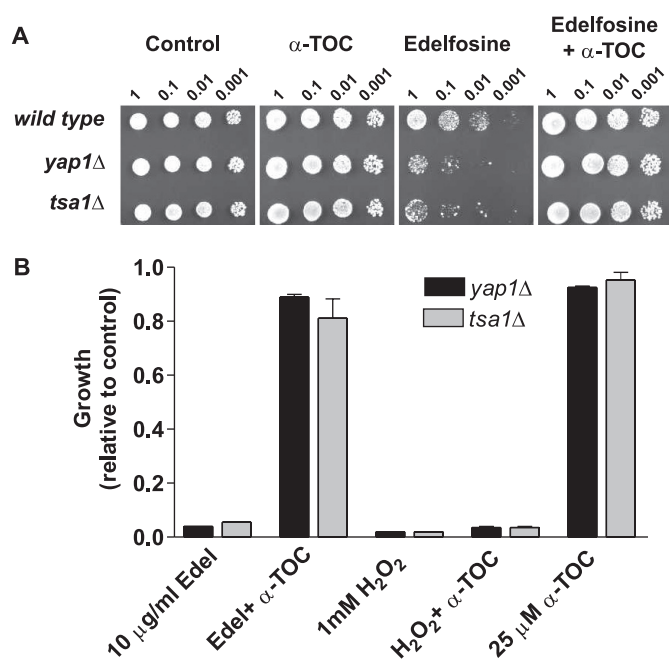 A
Control
α-TOC
Edelfosine
Edelfosine
+ α-TOC
1 0.1 0.01 0.001
1 0.1 0.01 0.001
1 0.1 0.01 0.001
1 0.1 0.01 0.001
wild type
yap1Δ
tsa1Δ
B
Growth
(relative to control)
1.0
0.8
0.6
0.4
0.2
0.0
yap1Δ
tsa1Δ
10 μg/ml Edel
Edel+ α-TOC
1mM H₂O₂
H₂O₂+ α-TOC
25 μM α-TOC